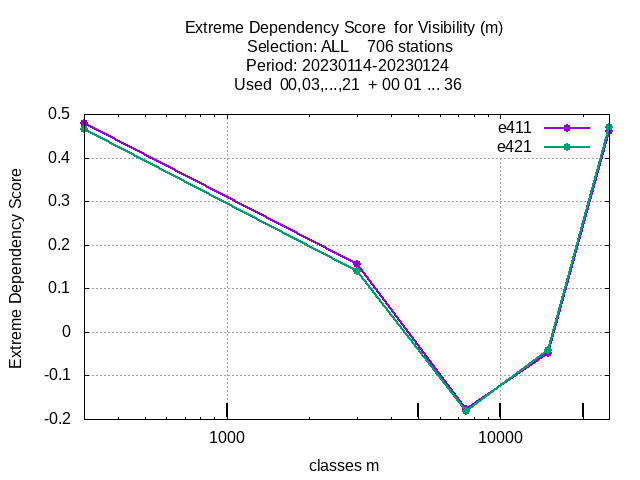 Extreme Dependency Score  for Visibility (m)
Selection: ALL    706 stations
Period: 20230114-20230124
Used  00,03,...,21  + 00 01 ... 36
e411
e421
Extreme Dependency Score
0.5
0.4
0.3
0.2
0.1
0
-0.1
-0.2
1000 10000
classes m